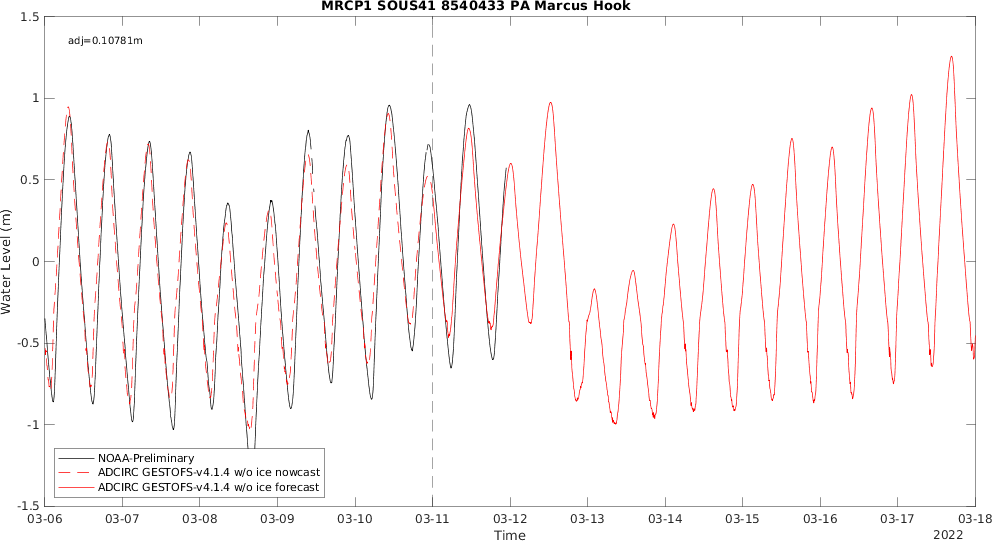 MRCP1 SOUS41 8540433 PA Marcus Hook
adj=0.10781m
Water Level (m)
1.5
1
0.5
0
-0.5
-1
-1.5
NOAA-Preliminary
ADCIRC GESTOFS-v4.1.4 w/o ice nowcast
ADCIRC GESTOFS-v4.1.4 w/o ice forecast
03-06 03-07 03-08 03-09 03-10 03-11 03-12 03-13 03-14 03-15 03-16 03-17 03-18
Time
2022